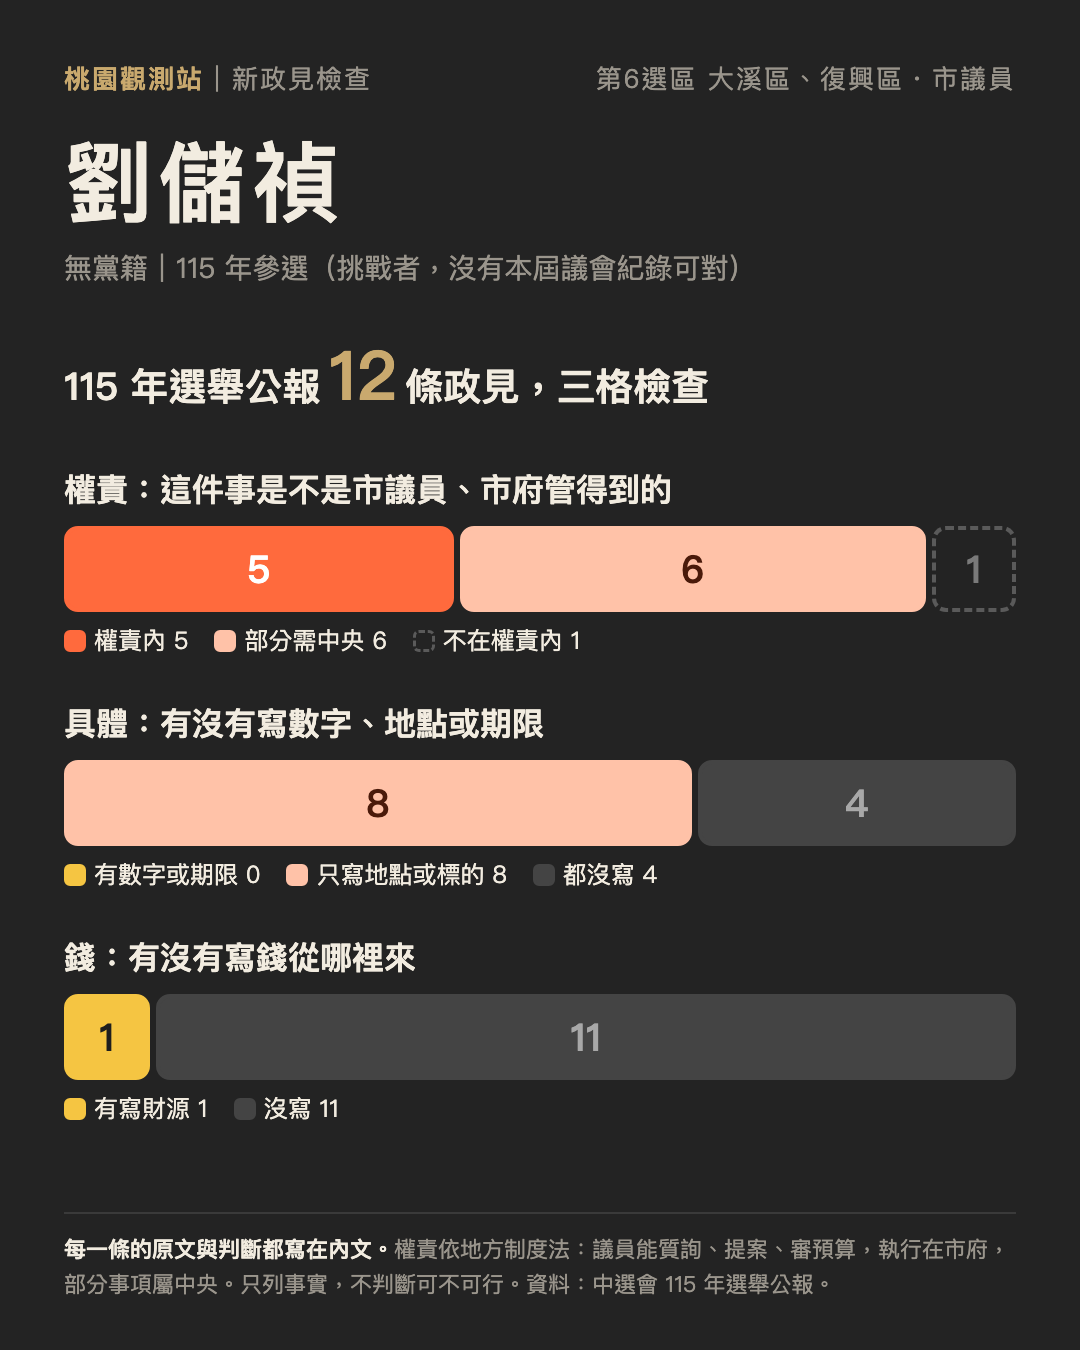 桃園觀測站｜新政見檢查
第6選區 大溪區、復興區・市議員
劉儲禎
無黨籍｜115 年參選（挑戰者，沒有本屆議會紀錄可對）
115 年選舉公報 12 條政見，三格檢查
權責：這件事是不是市議員、市府管得到的
5 6 1
權責內 5 部分需中央 6 不在權責內 1
具體：有沒有寫數字、地點或期限
8 4
有數字或期限 0 只寫地點或標的 8 都沒寫 4
錢：有沒有寫錢從哪裡來
1 11
有寫財源 1 沒寫 11
每一條的原文與判斷都寫在內文。權責依地方制度法：議員能質詢、提案、審預算，執行在市府，
部分事項屬中央。只列事實，不判斷可不可行。資料：中選會 115 年選舉公報。